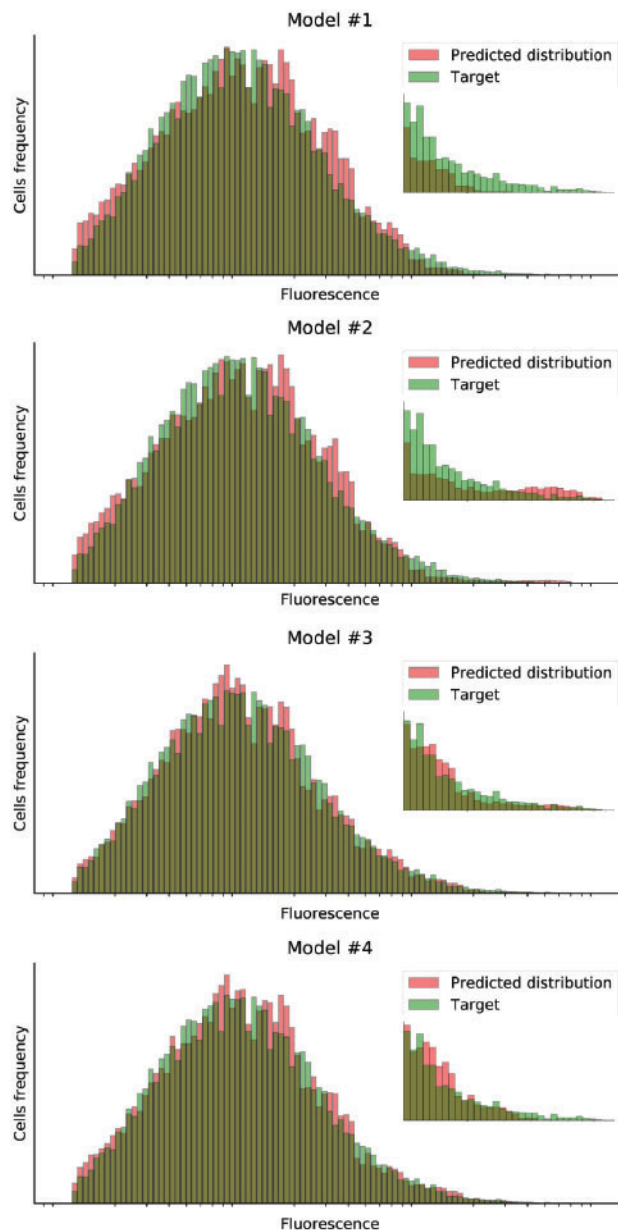 Model #1
Predicted distribution
Target
Cells frequency
Fluorescence
Model #2
Predicted distribution
Target
Cells frequency
Fluorescence
Model #3
Predicted distribution
Target
Cells frequency
Fluorescence
Model #4
Predicted distribution
Target
Cells frequency
Fluorescence